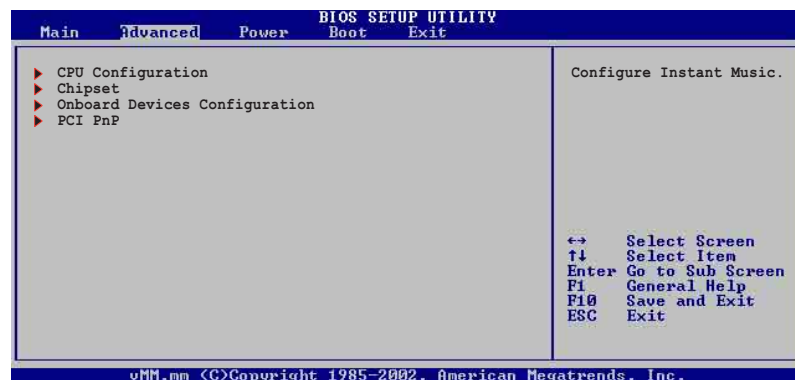 BIOS SETUP UTILITY
Main Advanced Power Boot Exit
CPU Configuration
Chipset
Onboard Devices Configuration
PCI PnP
Configure Instant Music.
↔ Select Screen
↑↓ Select Item
Enter Go to Sub Screen
F1 General Help
F10 Save and Exit
ESC Exit
vMM.mm (C)Copyright 1985-2002, American Megatrends, Inc.